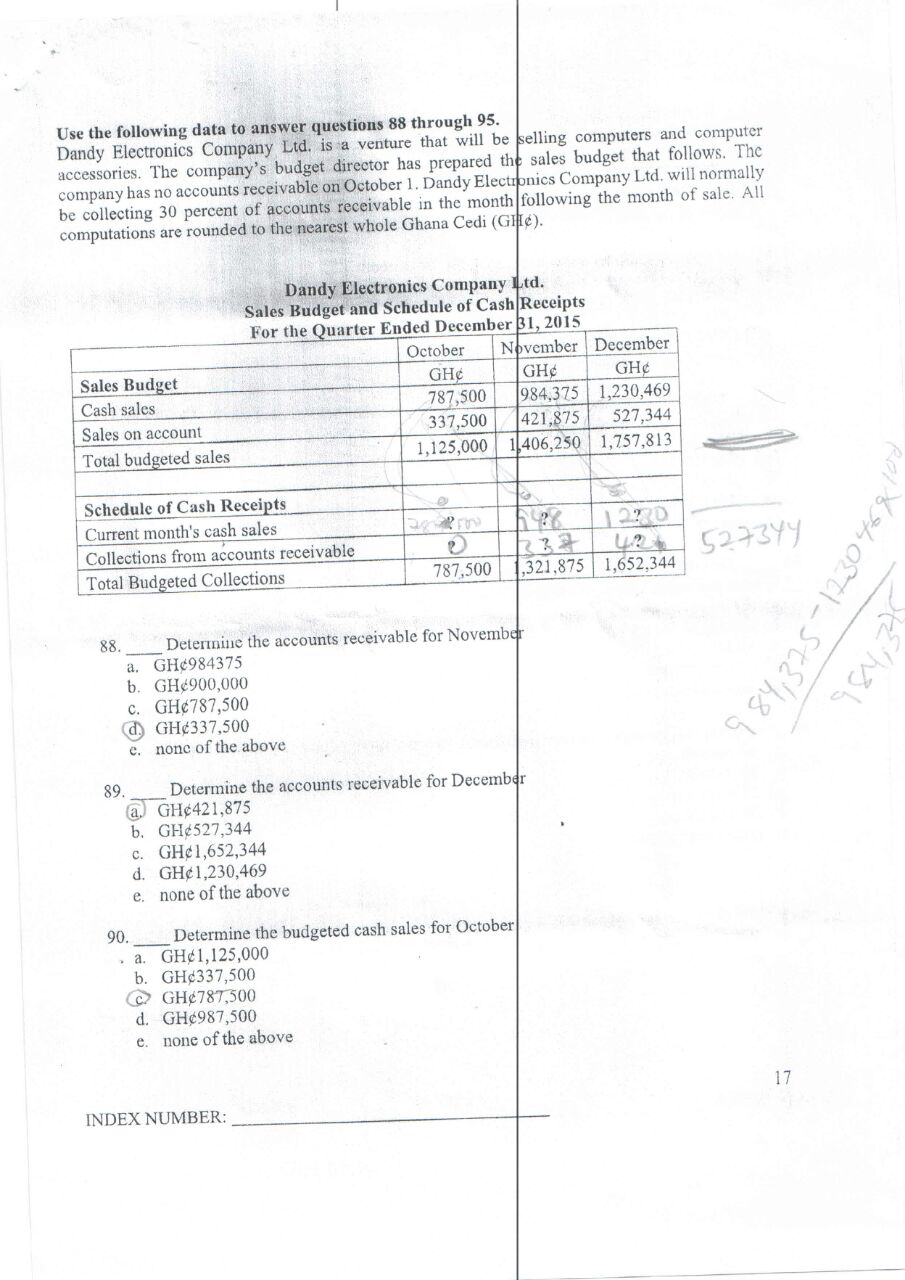 Use the following data to answer questions 88 through 95.
Dandy Electronics Company Ltd. is a venture that will be selling computers and computer
accessories. The company's budget director has prepared the sales budget that follows. The
company has no accounts receivable on October 1. Dandy Electronics Company Ltd. will normally
be collecting 30 percent of accounts receivable in the month following the month of sale. All
computations are rounded to the nearest whole Ghana Cedi (GH¢).
Dandy Electronics Company Ltd.
Sales Budget and Schedule of Cash Receipts
For the Quarter Ended December 31, 2015
October November December
Sales Budget GH¢ GH¢ GH¢
Cash sales 787,500 984,375 1,230,469
Sales on account 337,500 421,875 527,344
Total budgeted sales 1,125,000 1,406,250 1,757,813
Schedule of Cash Receipts
Current month's cash sales ? ? ?
Collections from accounts receivable ? ? ?
Total Budgeted Collections 787,500 1,321,875 1,652,344
527344
984,375-1230469x100
984,375
88. ____ Determine the accounts receivable for November
a. GH¢984375
b. GH¢900,000
c. GH¢787,500
d. GH¢337,500
e. none of the above
89. ____ Determine the accounts receivable for December
a. GH¢421,875
b. GH¢527,344
c. GH¢1,652,344
d. GH¢1,230,469
e. none of the above
90. ____ Determine the budgeted cash sales for October
a. GH¢1,125,000
b. GH¢337,500
c. GH¢787,500
d. GH¢987,500
e. none of the above
17
INDEX NUMBER: ____